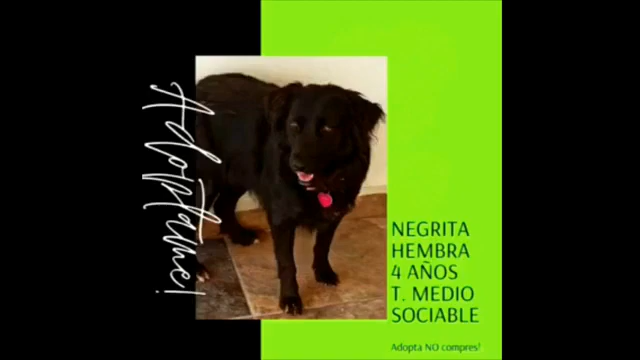 Adoptame!
NEGRITA
HEMBRA
4 AÑOS
T. MEDIO
SOCIABLE
Adopta NO compres!